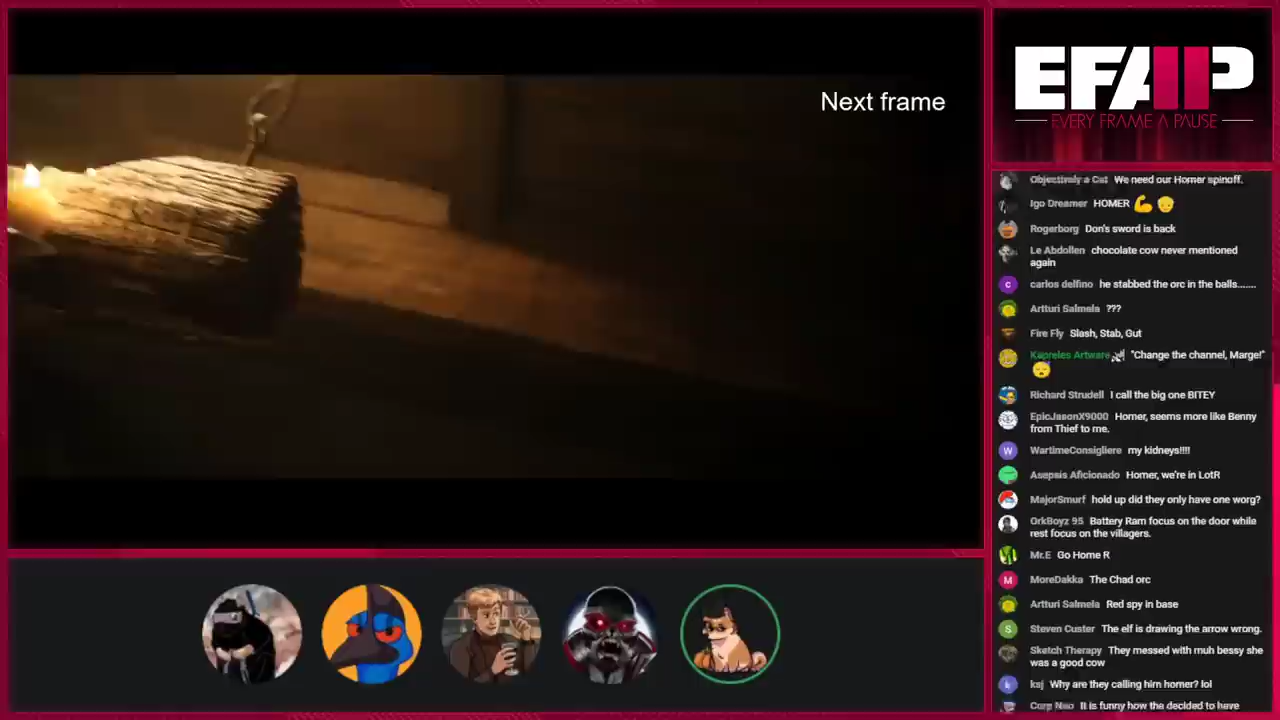 Next frame
EFAP
EVERY FRAME A PAUSE
Objectively a Cat We need our Homer spinoff.
Igo Dreamer HOMER 💪 👴
Rogerborg Don's sword is back
Le Abdollen chocolate cow never mentioned
again
carlos delfino he stabbed the orc in the balls.......
Artturi Salmela ???
Fire Fly Slash, Stab, Gut
Kapreles Artware "Change the channel, Marge!"
😴
Richard Strudell I call the big one BITEY
EpicJasonX9000 Homer, seems more like Benny
from Thief to me.
W WartimeConsigliere my kidneys!!!!
Asepsis Aficionado Homer, we're in LotR
MajorSmurf hold up did they only have one worg?
OrkBoyz 95 Battery Ram focus on the door while
rest focus on the villagers.
Mr.E Go Home R
M MoreDakka The Chad orc
Artturi Salmela Red spy in base
S Steven Custer The elf is drawing the arrow wrong.
Sketch Therapy They messed with muh bessy she
was a good cow
k ksj Why are they calling him homer? lol
Corp Neo It is funny how the decided to have